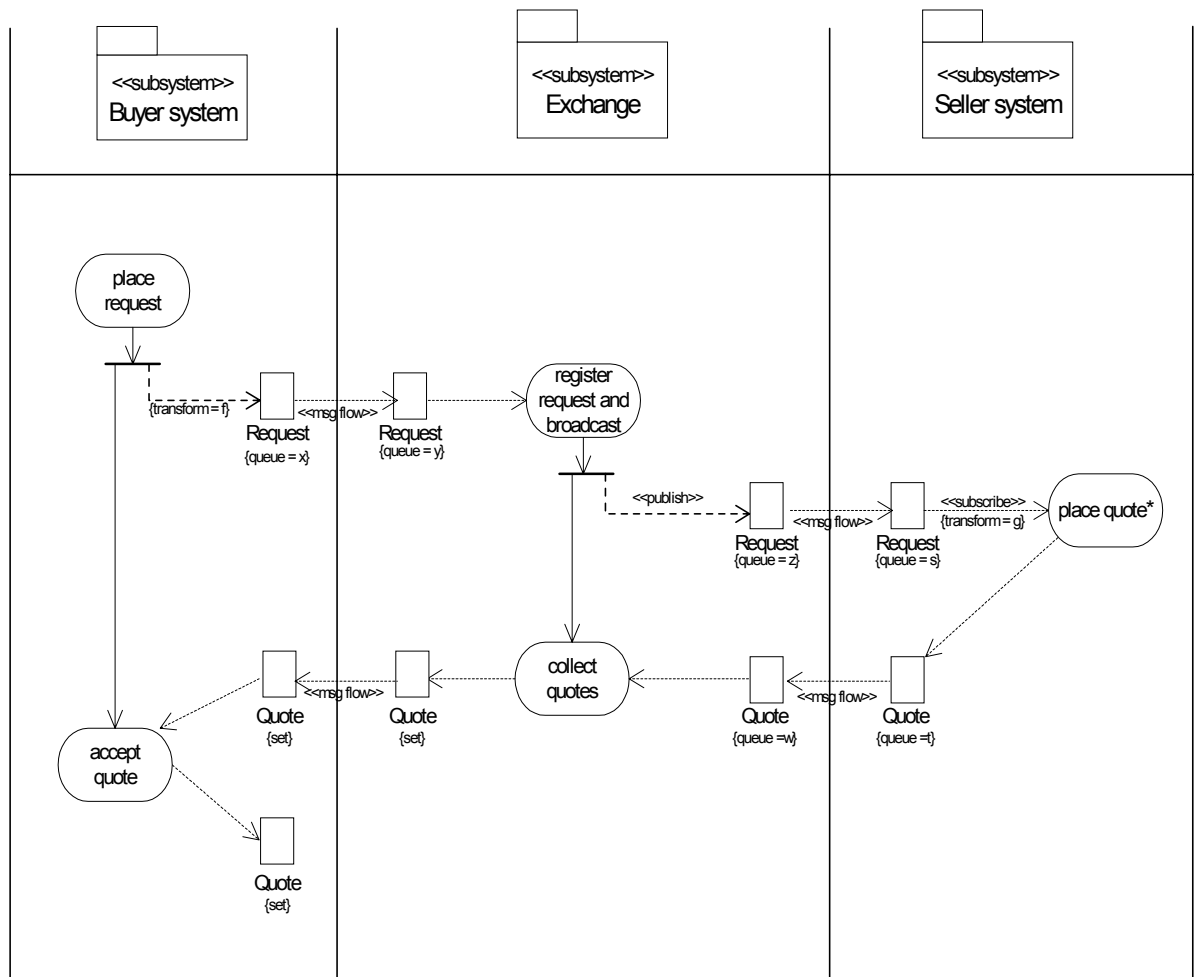 <<subsystem>>
Buyer system
<<subsystem>>
Exchange
<<subsystem>>
Seller system
place
request
{transform = f}
Request
{queue = x}
<<msg flow>>
Request
{queue = y}
register
request and
broadcast
<<publish>>
Request
{queue = z}
<<msg flow>>
Request
{queue = s}
<<subscribe>>
{transform = g}
place quote*
Quote
{queue =t}
<<msg flow>>
Quote
{queue =w}
collect
quotes
Quote
{set}
<<msg flow>>
Quote
{set}
accept
quote
Quote
{set}